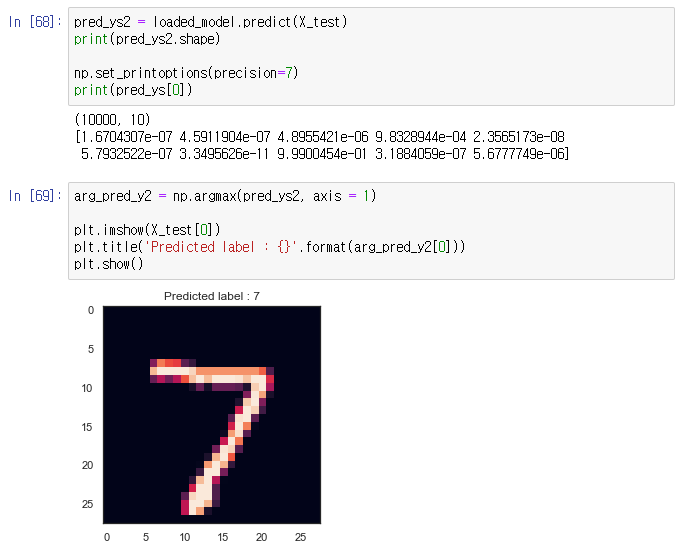 In [68]: pred_ys2 = loaded_model.predict(X_test)
print(pred_ys2.shape)
np.set_printoptions(precision=7)
print(pred_ys[0])
(10000, 10)
[1.6704307e-07 4.5911904e-07 4.8955421e-06 9.8328944e-04 2.3565173e-08
5.7932522e-07 3.3495626e-11 9.9900454e-01 3.1884059e-07 5.6777749e-06]
In [69]: arg_pred_y2 = np.argmax(pred_ys2, axis = 1)
plt.imshow(X_test[0])
plt.title('Predicted label : {}'.format(arg_pred_y2[0]))
plt.show()
Predicted label : 7
0
5
10
15
20
25
0 5 10 15 20 25